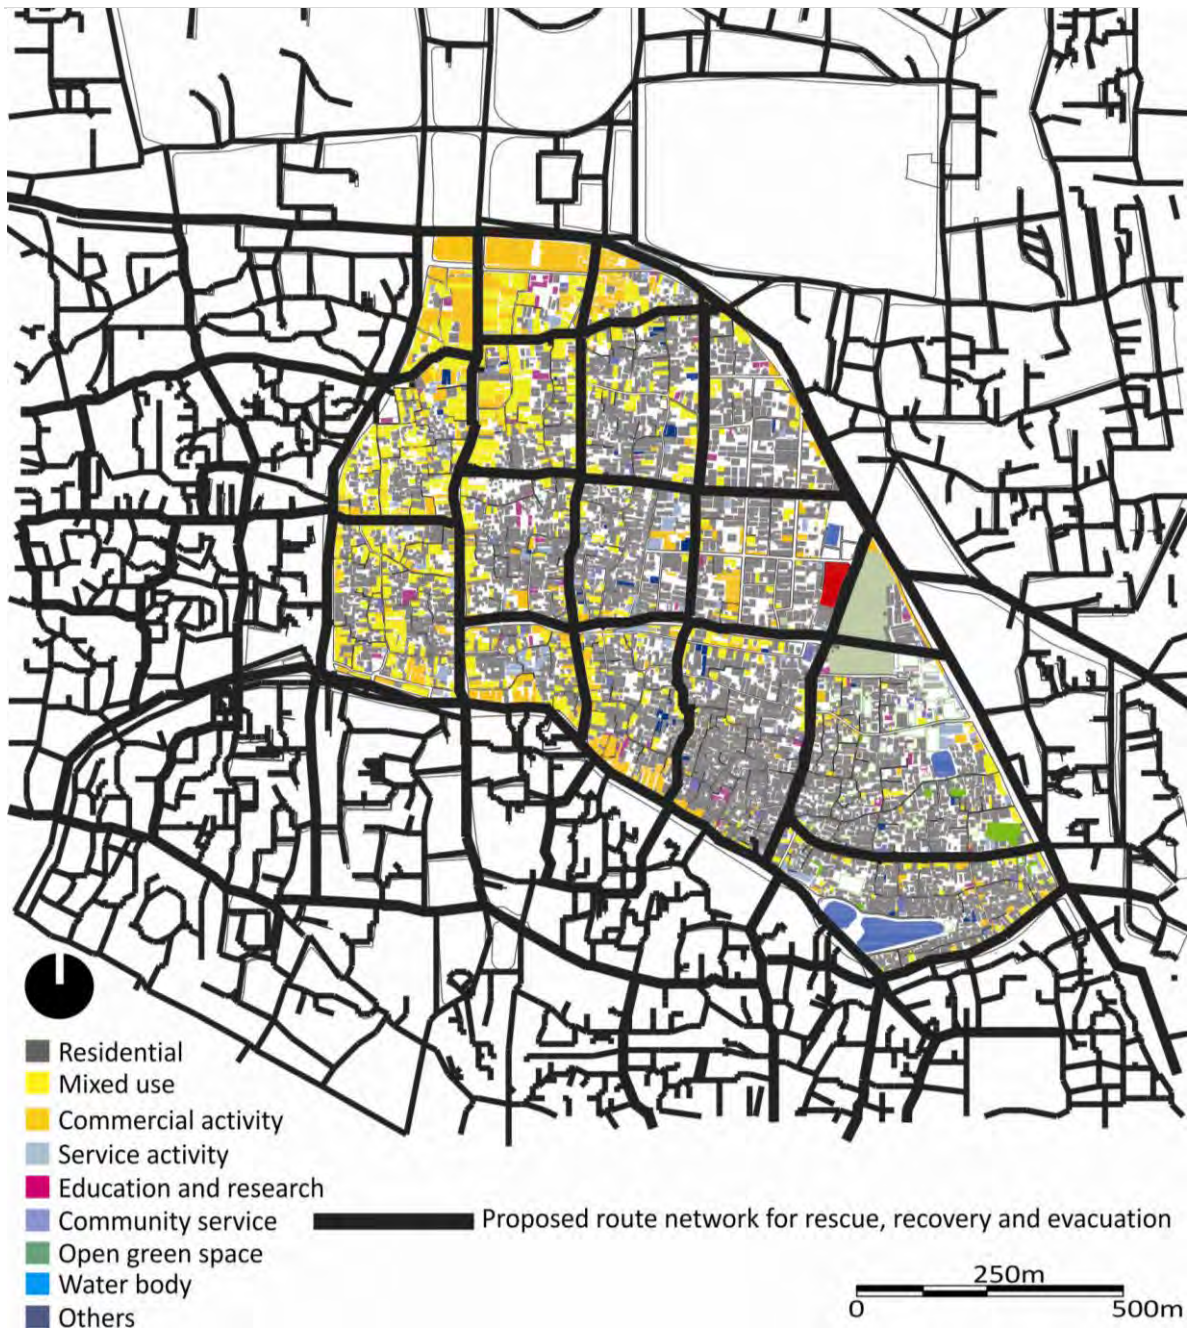 Residential
Mixed use
Commercial activity
Service activity
Education and research
Community service
Proposed route network for rescue, recovery and evacuation
Open green space
Water body
Others
250m
0
500m